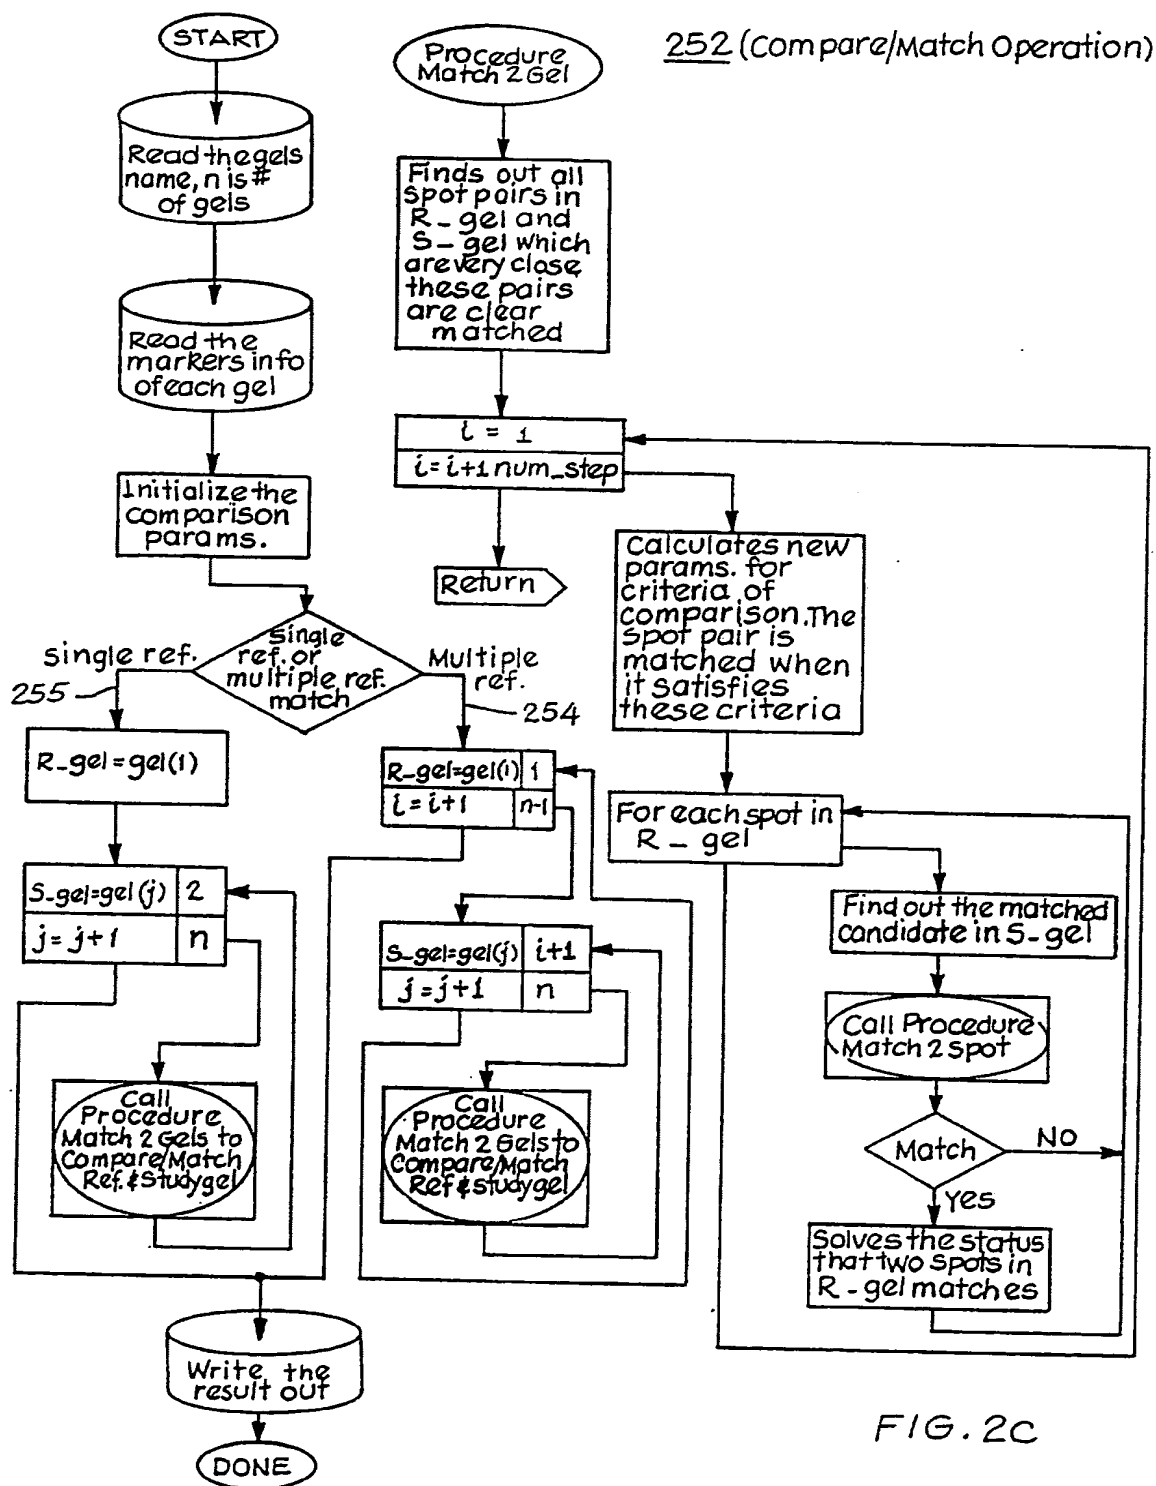 252 (Compare/Match Operation)
START
Read the gels
name, n is #
of gels
Read the
markers info
of each gel
Initialize the
comparison
params.
single
ref. or
multiple ref.
match
single ref.
255
Multiple
ref.
254
R_gel=gel(1)
S_gel=gel(j) 2
j=j+1 n
Call
Procedure
Match 2 Gels to
Compare/Match
Ref. & Studygel
R_gel=gel(i) 1
i=i+1 n-1
S_gel=gel(j) i+1
j=j+1 n
Call
Procedure
Match 2 Gels to
Compare/Match
Ref & studygel
Write the
result out
DONE
Procedure
Match 2 Gel
Finds out all
spot pairs in
R_gel and
S_gel which
are very close
these pairs
are clear
matched
i = 1
i=i+1 num_step
Return
Calculates new
params. for
criteria of
comparison. The
spot pair is
matched when
it satisfies
these criteria
For each spot in
R_gel
Find out the matched
candidate in S-gel
Call Procedure
Match 2 spot
Match
NO
Yes
Solves the status
that two spots in
R-gel matches
FIG. 2C